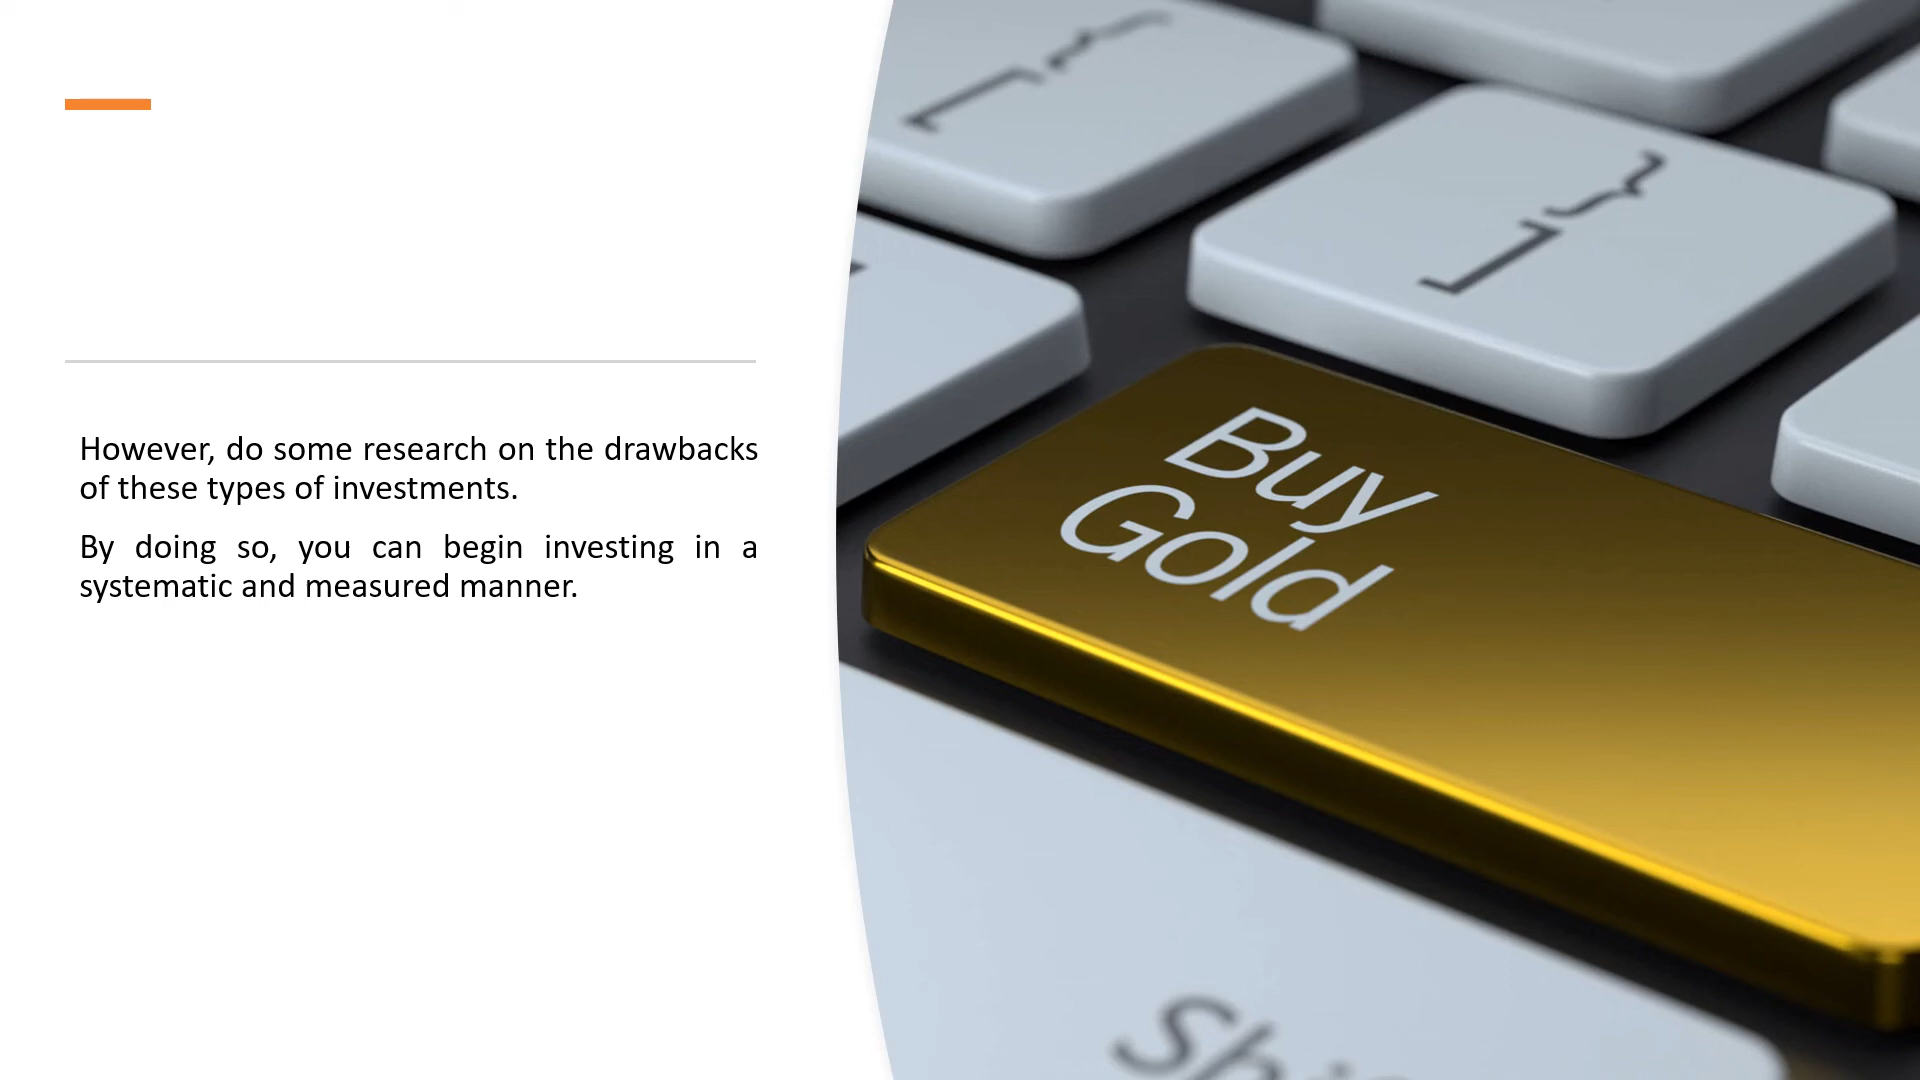 However, do some research on the drawbacks
of these types of investments.
By doing so, you can begin investing in a
systematic and measured manner.
[ {
] }
Buy
Gold